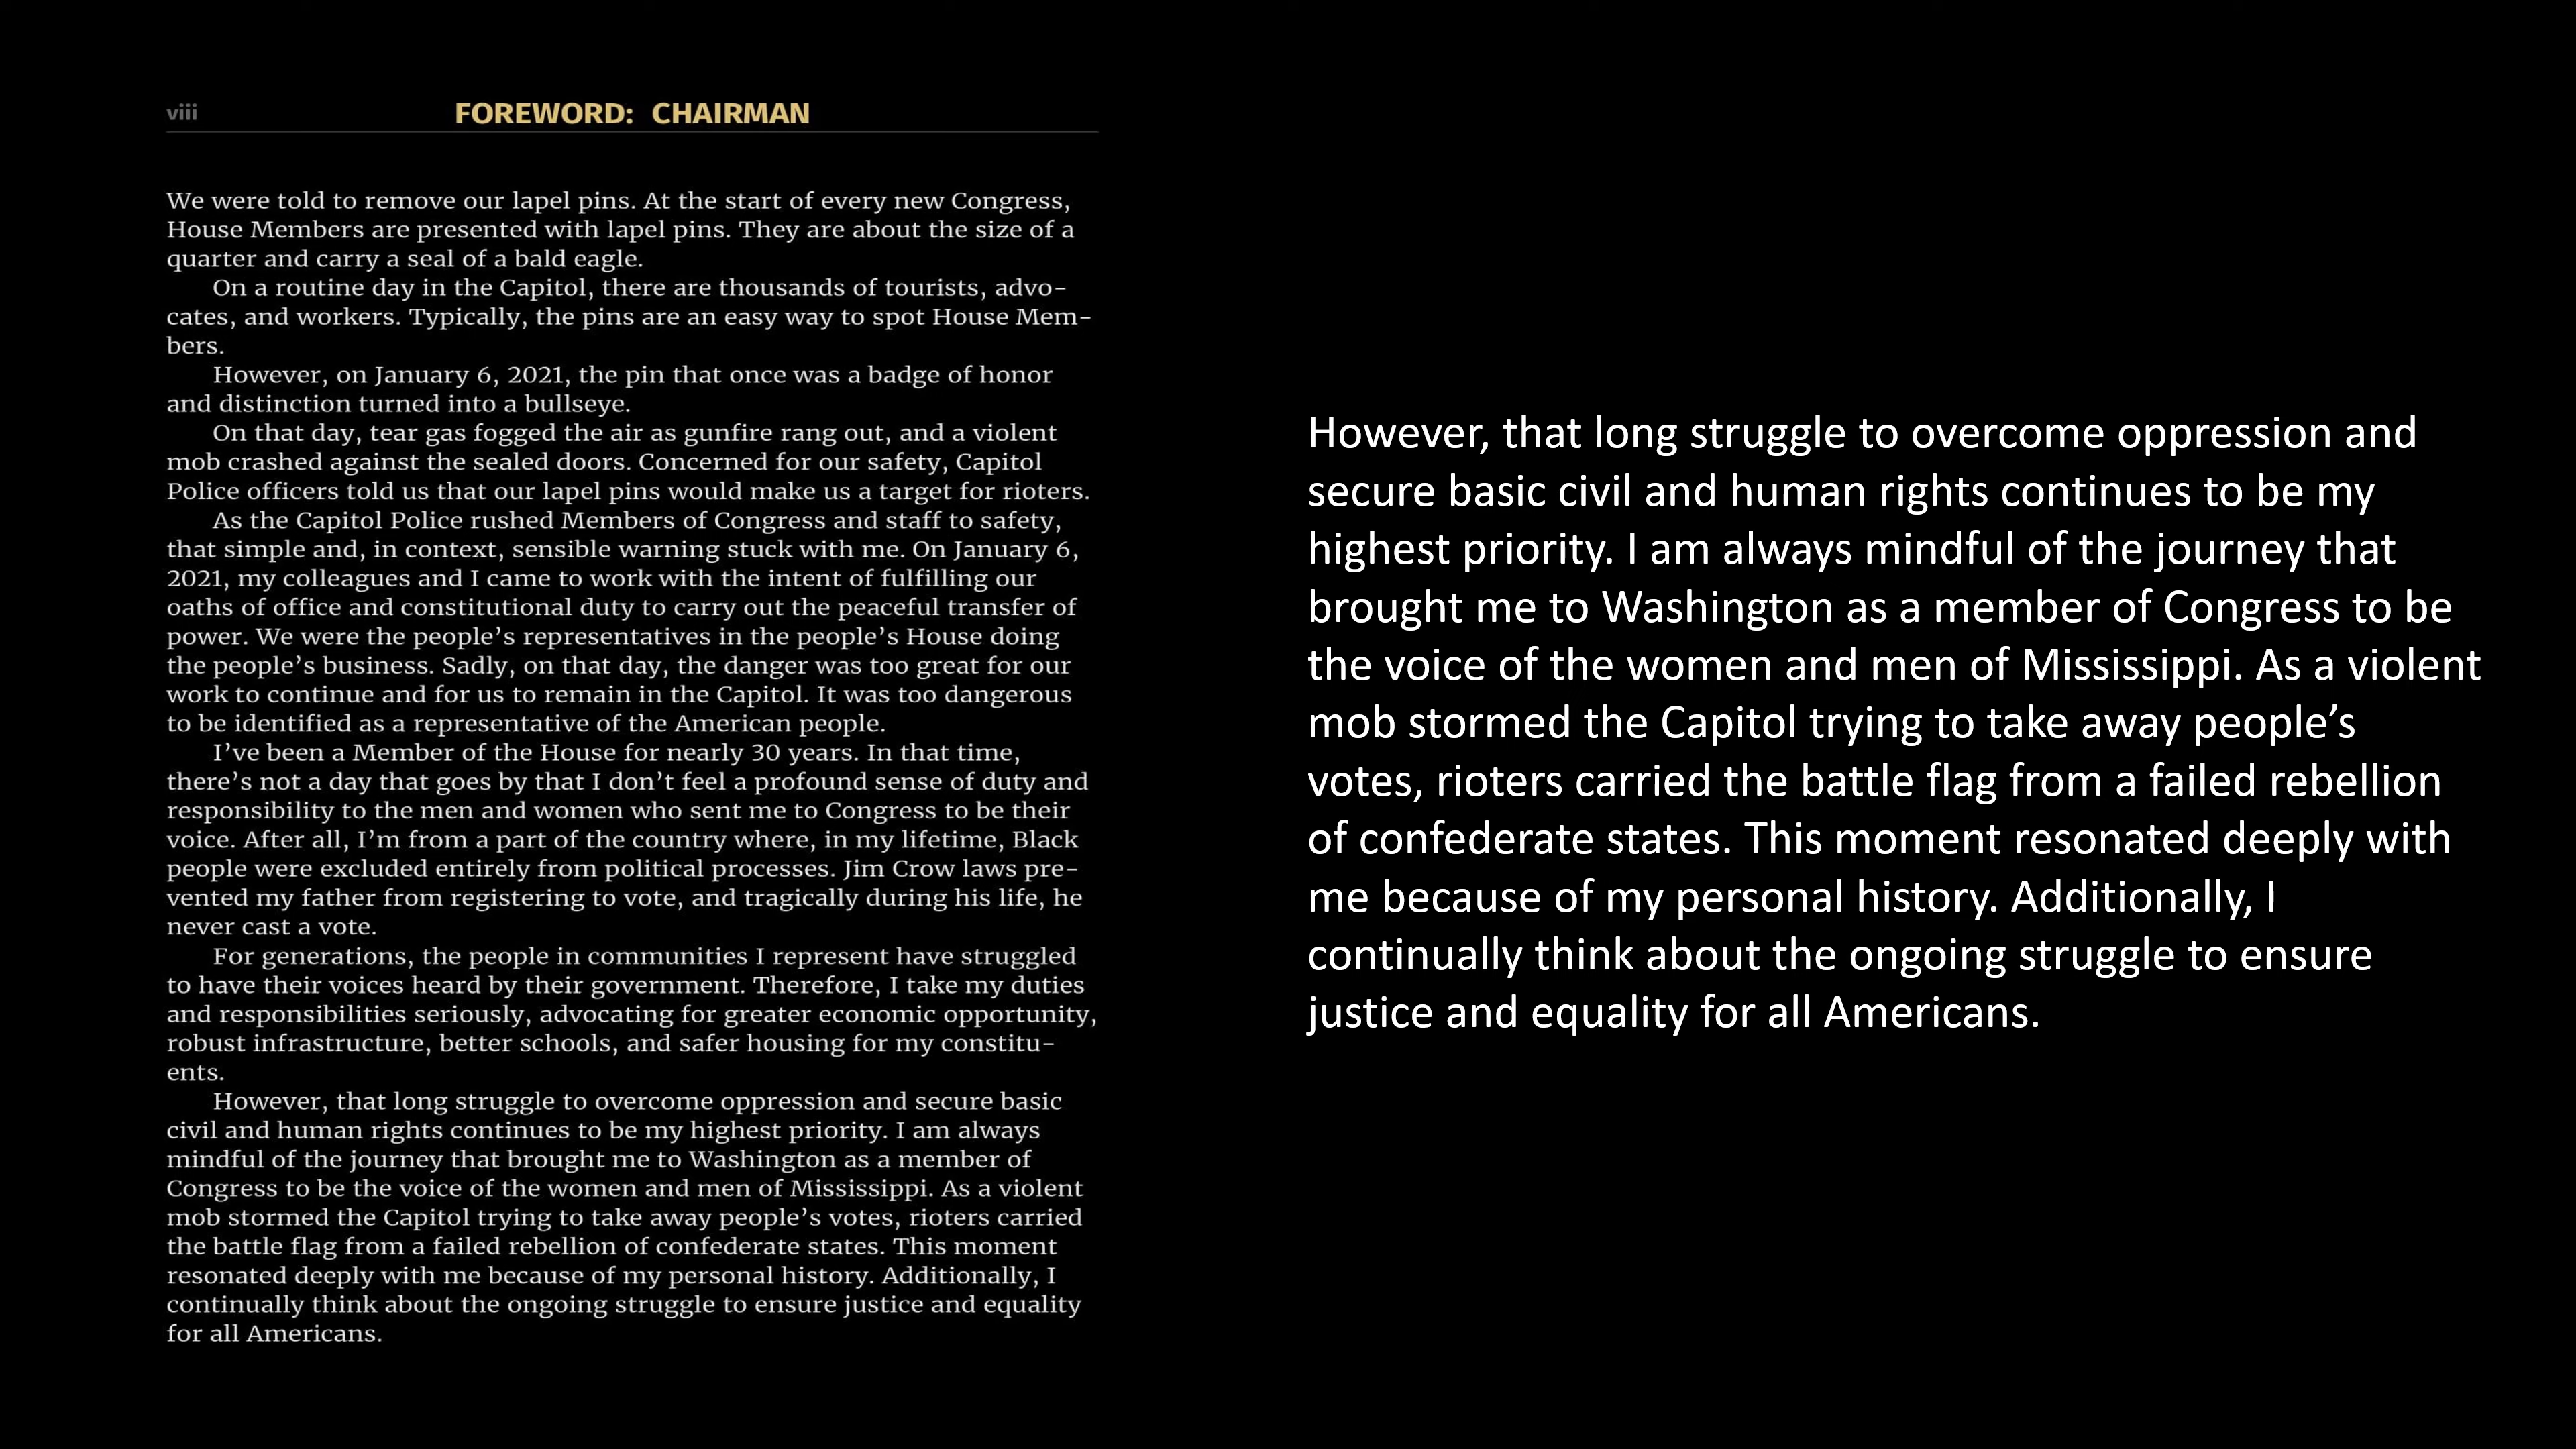 viii
FOREWORD: CHAIRMAN
We were told to remove our lapel pins. At the start of every new Congress,
House Members are presented with lapel pins. They are about the size of a
quarter and carry a seal of a bald eagle.
On a routine day in the Capitol, there are thousands of tourists, advo-
cates, and workers. Typically, the pins are an easy way to spot House Mem-
bers.
However, on January 6, 2021, the pin that once was a badge of honor
and distinction turned into a bullseye.
On that day, tear gas fogged the air as gunfire rang out, and a violent
mob crashed against the sealed doors. Concerned for our safety, Capitol
Police officers told us that our lapel pins would make us a target for rioters.
As the Capitol Police rushed Members of Congress and staff to safety,
that simple and, in context, sensible warning stuck with me. On January 6,
2021, my colleagues and I came to work with the intent of fulfilling our
oaths of office and constitutional duty to carry out the peaceful transfer of
power. We were the people’s representatives in the people’s House doing
the people’s business. Sadly, on that day, the danger was too great for our
work to continue and for us to remain in the Capitol. It was too dangerous
to be identified as a representative of the American people.
I’ve been a Member of the House for nearly 30 years. In that time,
there’s not a day that goes by that I don’t feel a profound sense of duty and
responsibility to the men and women who sent me to Congress to be their
voice. After all, I’m from a part of the country where, in my lifetime, Black
people were excluded entirely from political processes. Jim Crow laws pre-
vented my father from registering to vote, and tragically during his life, he
never cast a vote.
For generations, the people in communities I represent have struggled
to have their voices heard by their government. Therefore, I take my duties
and responsibilities seriously, advocating for greater economic opportunity,
robust infrastructure, better schools, and safer housing for my constitu-
ents.
However, that long struggle to overcome oppression and secure basic
civil and human rights continues to be my highest priority. I am always
mindful of the journey that brought me to Washington as a member of
Congress to be the voice of the women and men of Mississippi. As a violent
mob stormed the Capitol trying to take away people’s votes, rioters carried
the battle flag from a failed rebellion of confederate states. This moment
resonated deeply with me because of my personal history. Additionally, I
continually think about the ongoing struggle to ensure justice and equality
for all Americans.
However, that long struggle to overcome oppression and
secure basic civil and human rights continues to be my
highest priority. I am always mindful of the journey that
brought me to Washington as a member of Congress to be
the voice of the women and men of Mississippi. As a violent
mob stormed the Capitol trying to take away people’s
votes, rioters carried the battle flag from a failed rebellion
of confederate states. This moment resonated deeply with
me because of my personal history. Additionally, I
continually think about the ongoing struggle to ensure
justice and equality for all Americans.